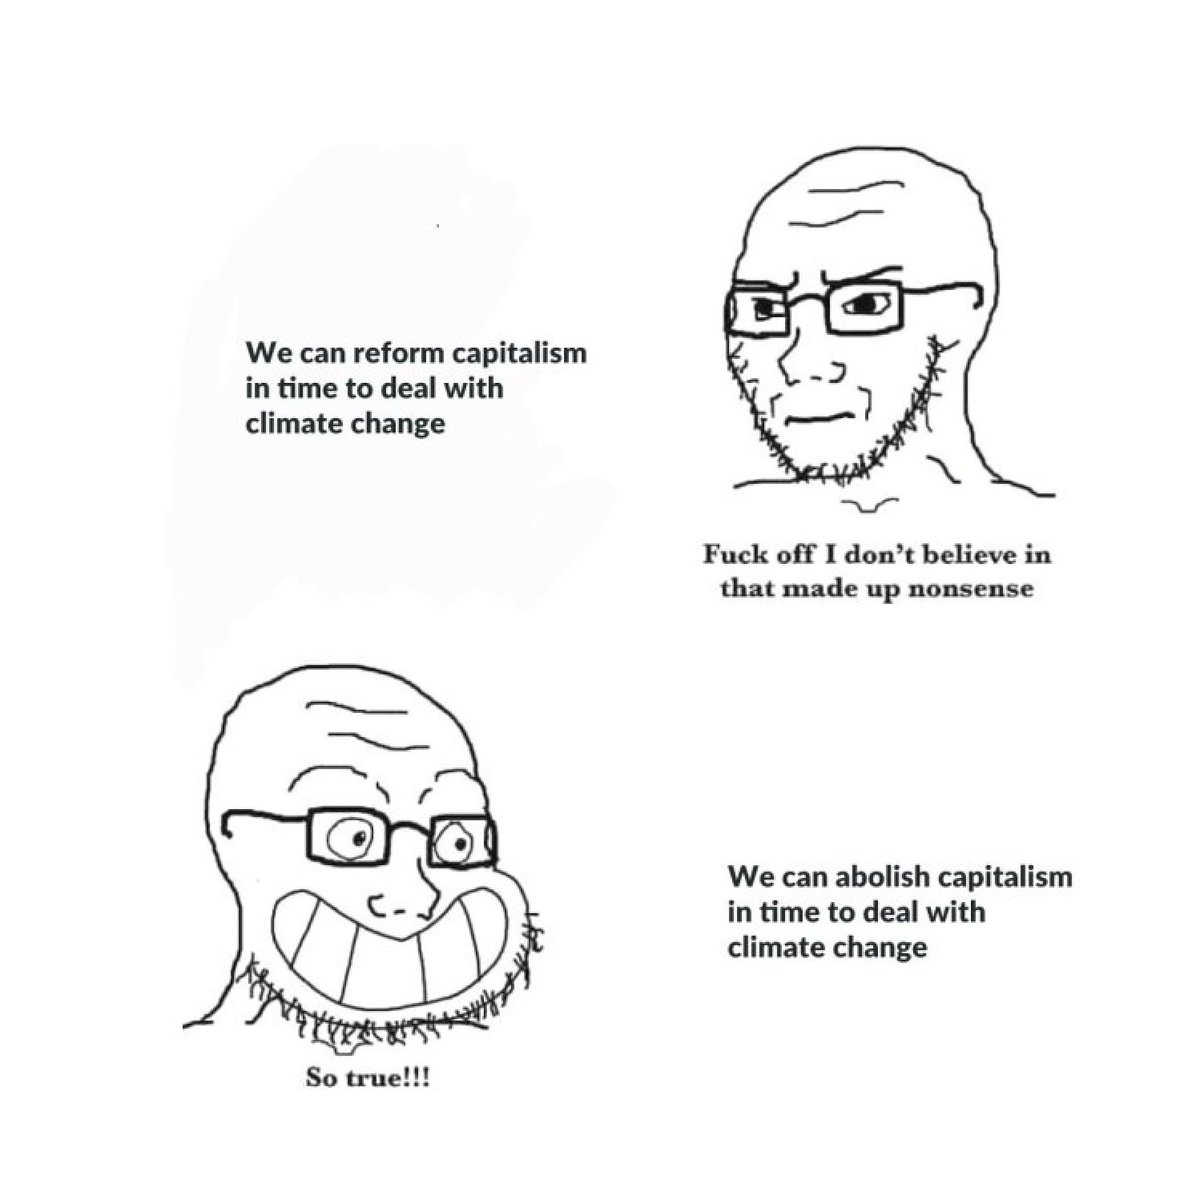 We can reform capitalism
in time to deal with
climate change
Fuck off I don't believe in
that made up nonsense
So true!!!
We can abolish capitalism
in time to deal with
climate change